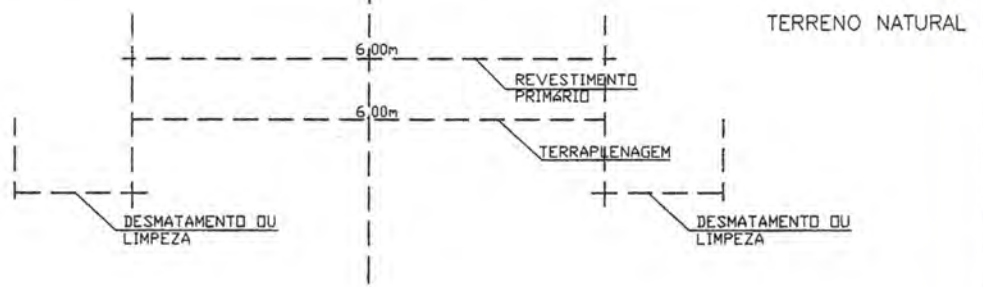 TERRENO NATURAL
6,00m
REVESTIMENTO
PRIMÁRIO
6,00m
TERRAPLENAGEM
DESMATAMENTO OU
LIMPEZA
DESMATAMENTO OU
LIMPEZA